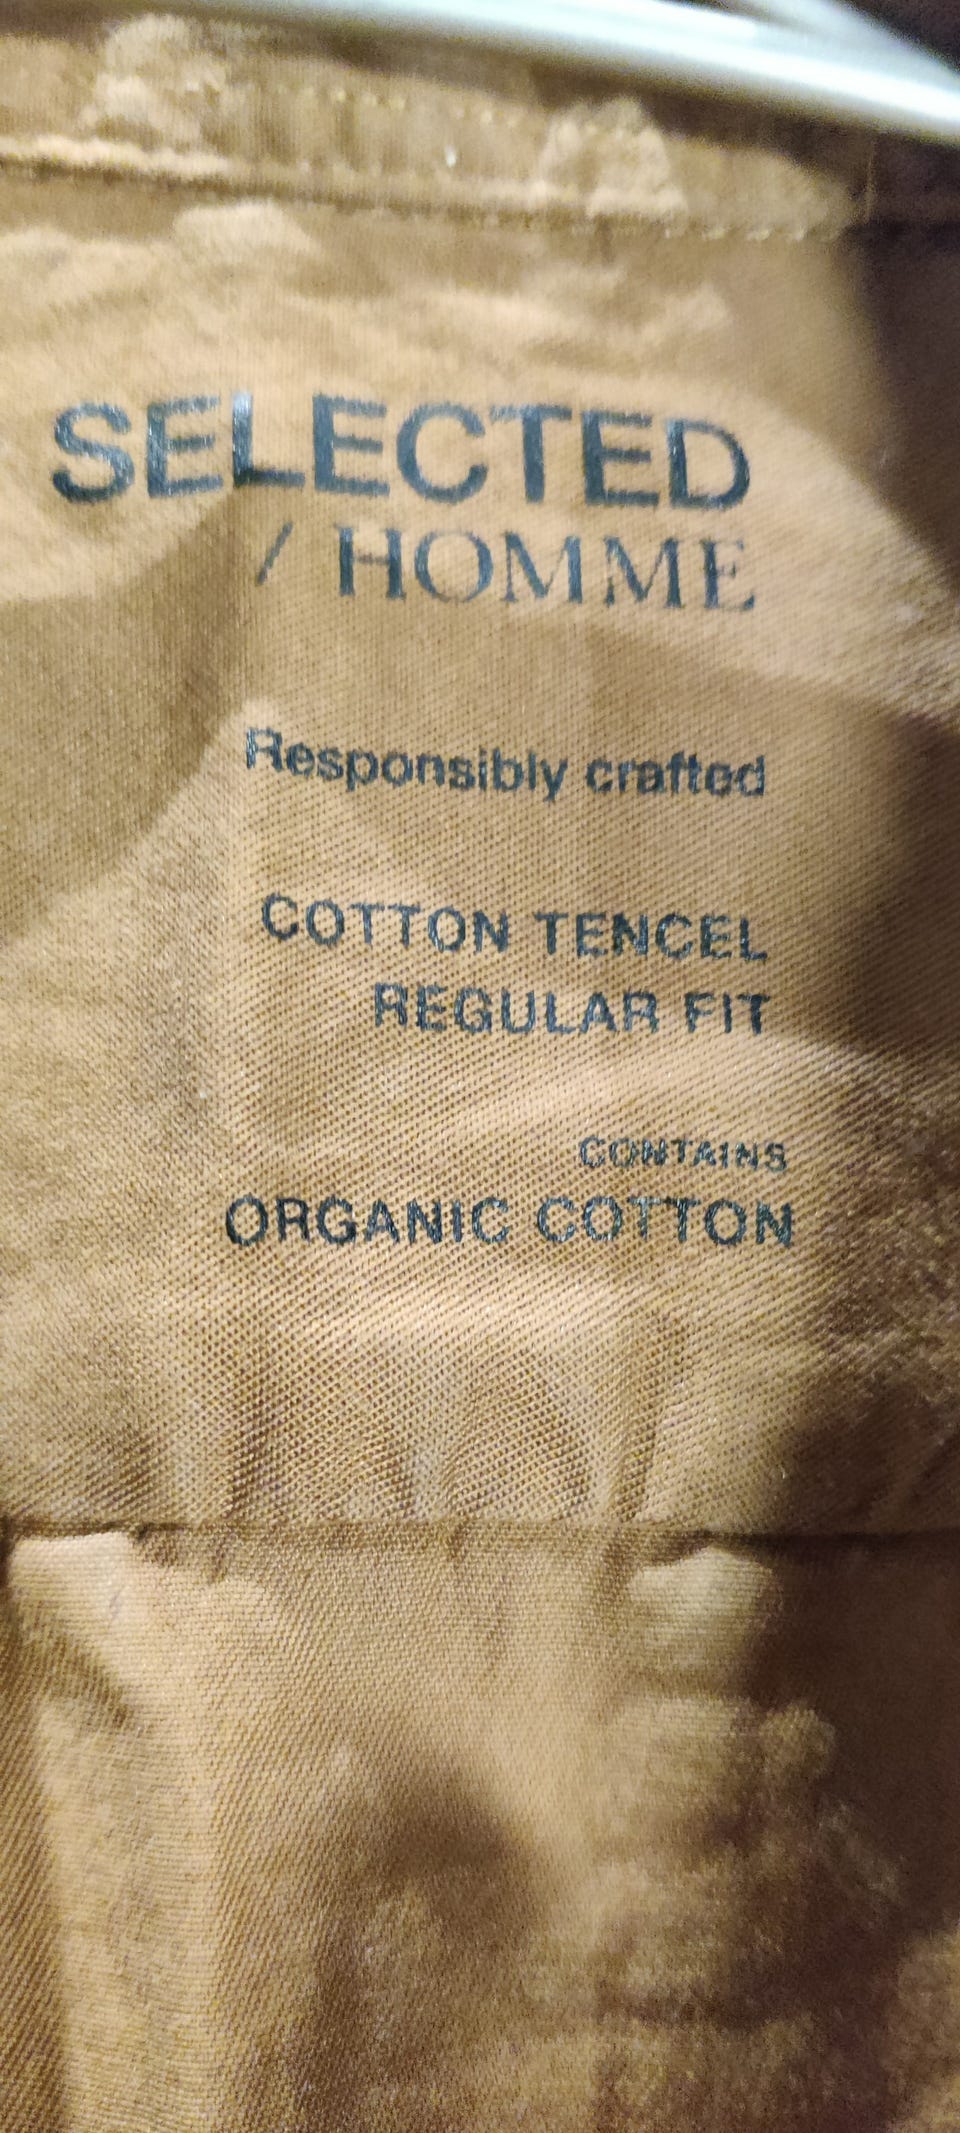 SELECTED
/ HOMME
Responsibly crafted
COTTON TENCEL
REGULAR FIT
CONTAINS
ORGANIC COTTON